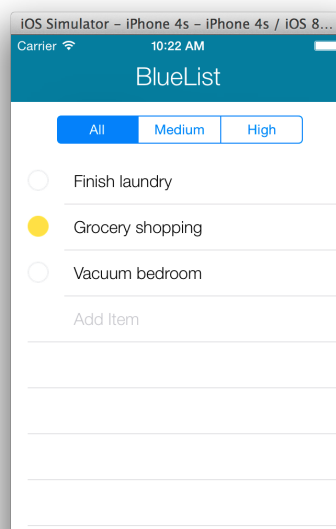 iOS Simulator – iPhone 4s – iPhone 4s / iOS 8...
Carrier 10:22 AM
BlueList
All Medium High
Finish laundry
Grocery shopping
Vacuum bedroom
Add Item